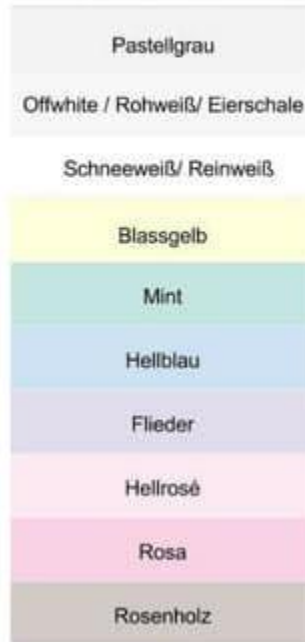 Pastellgrau
Offwhite / Rohweiß/ Eierschale
Schneeweiß/ Reinweiß
Blassgelb
Mint
Hellblau
Flieder
Hellrosé
Rosa
Rosenholz